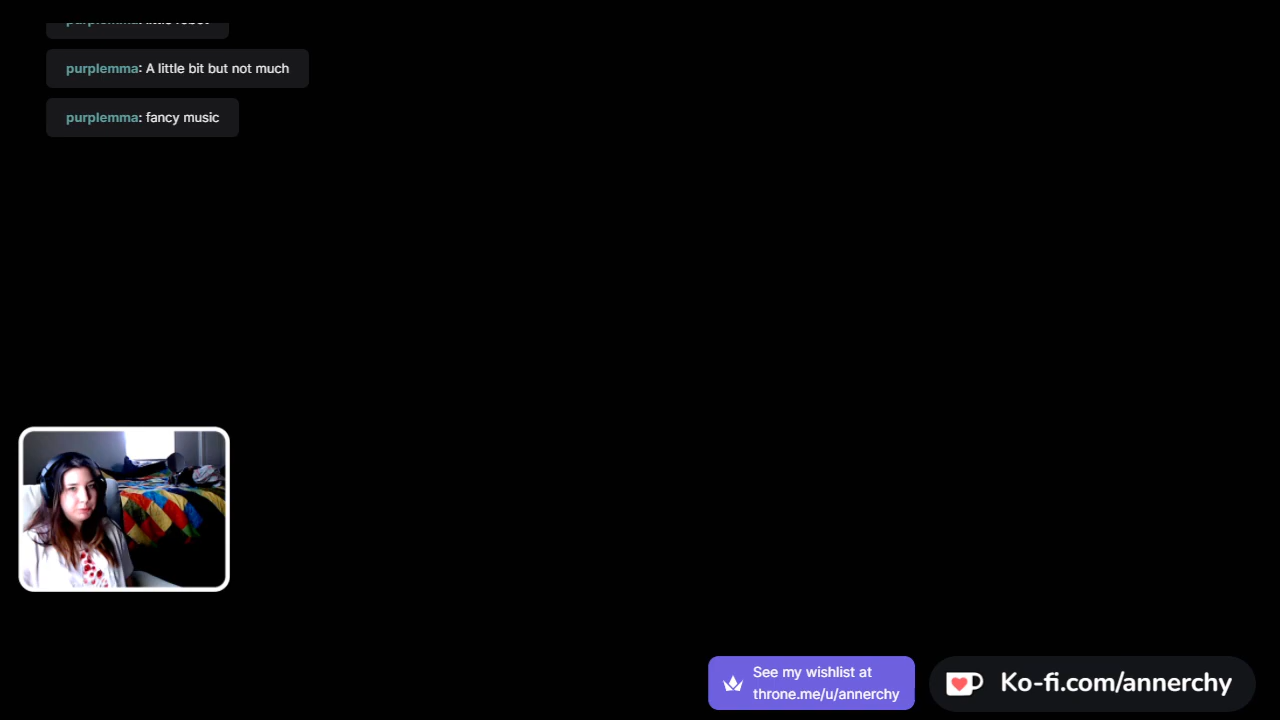 purplemma: A little bit but not much
purplemma: fancy music
See my wishlist at
throne.me/u/annerchy
Ko-fi.com/annerchy